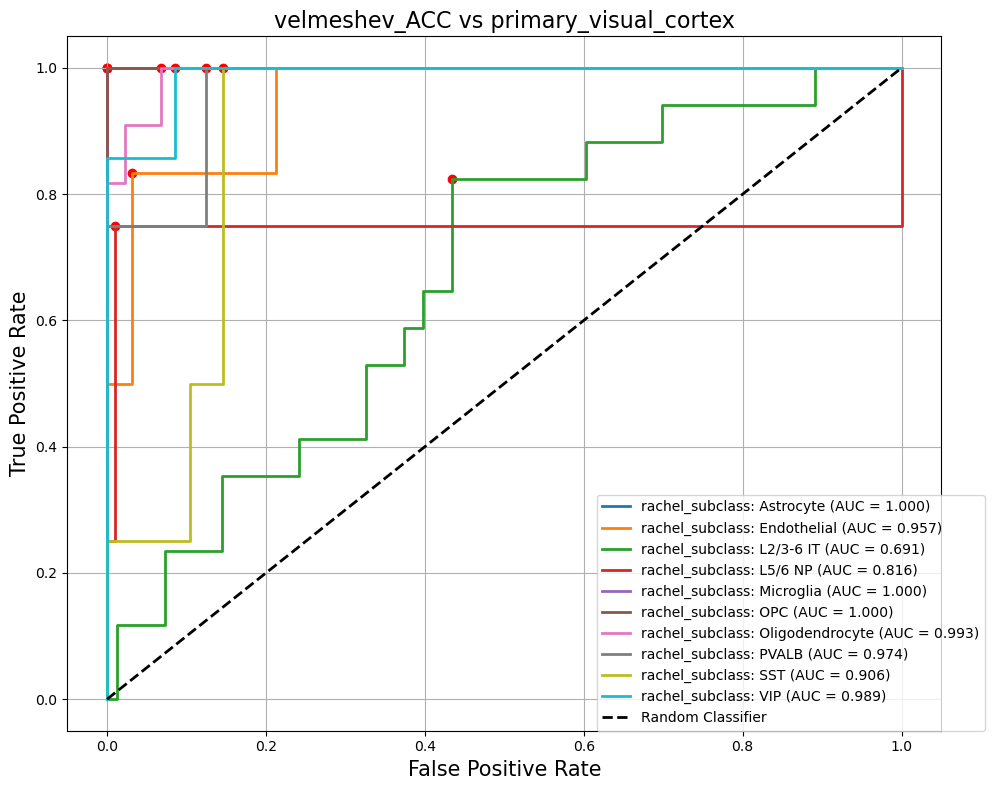 velmeshev_ACC vs primary_visual_cortex
True Positive Rate
1.0
0.8
0.6
0.4
0.2
0.0
rachel_subclass: Astrocyte (AUC = 1.000)
rachel_subclass: Endothelial (AUC = 0.957)
rachel_subclass: L2/3-6 IT (AUC = 0.691)
rachel_subclass: L5/6 NP (AUC = 0.816)
rachel_subclass: Microglia (AUC = 1.000)
rachel_subclass: OPC (AUC = 1.000)
rachel_subclass: Oligodendrocyte (AUC = 0.993)
rachel_subclass: PVALB (AUC = 0.974)
rachel_subclass: SST (AUC = 0.906)
rachel_subclass: VIP (AUC = 0.989)
Random Classifier
0.0 0.2 0.4 0.6 0.8 1.0
False Positive Rate